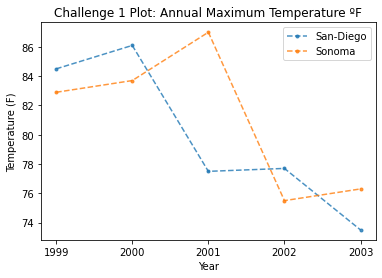 Challenge 1 Plot: Annual Maximum Temperature ºF
San-Diego
Sonoma
86
84
82
80
78
76
74
Temperature (F)
1999 2000 2001 2002 2003
Year